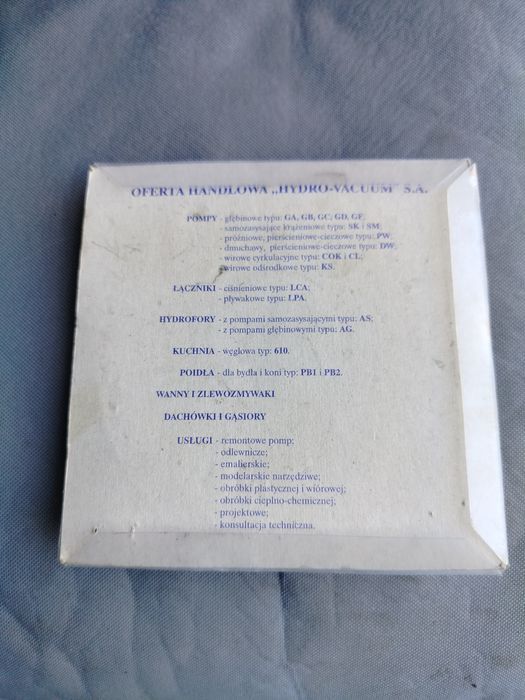 OFERTA HANDLOWA „HYDRO-VACUUM" S.A.
POMPY - głębinowe typu: GA, GB, GC, GD, GF;
- samozasysające krążeniowe typu: SK i SM;
- próżniowe, pierścieniowo-cieczowe typu: PW;
- dmuchawy, pierścieniowo-cieczowe typu: DW;
- wirowe cyrkulacyjne typu: COK i CL;
- wirowe odśrodkowe typu: KS.
ŁĄCZNIKI - ciśnieniowe typu: LCA;
- pływakowe typu: LPA.
HYDROFORY - z pompami samozasysającymi typu: AS;
- z pompami głębinowymi typu: AG.
KUCHNIA - węglowa typ: 610.
POIDŁA - dla bydła i koni typ: PB1 i PB2.
WANNY I ZLEWOZMYWAKI
DACHÓWKI I GĄSIORY
USŁUGI - remontowe pomp;
- odlewnicze;
- emalierskie;
- modelarskie narzędziwe;
- obróbki plastycznej i wiórowej;
- obróbki cieplno-chemicznej;
- projektowe;
- konsultacja techniczna.